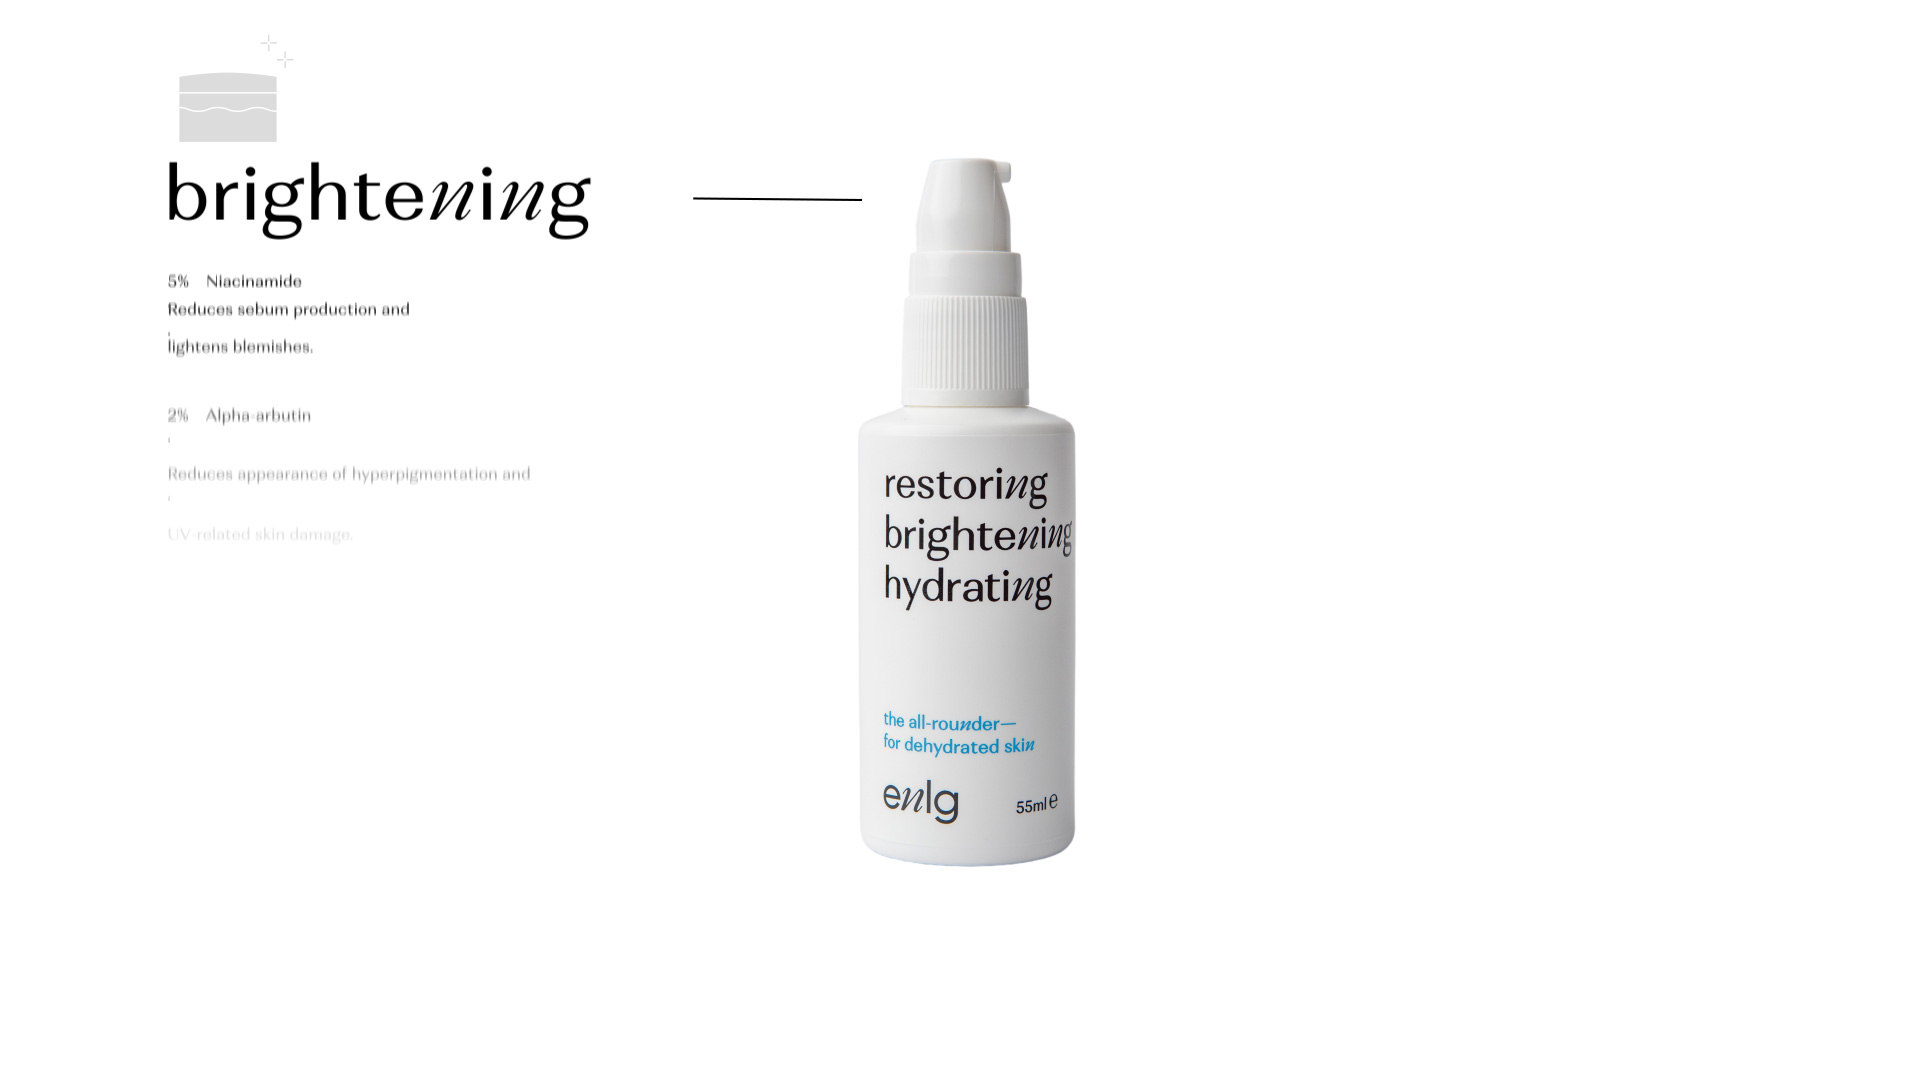 brightening
5% Niacinamide
Reduces sebum production and
lightens blemishes.
2% Alpha-arbutin
Reduces appearance of hyperpigmentation and
UV-related skin damage.
restoring
brightening
hydrating
the all-rounder—
for dehydrated skin
enlg
55ml ℮